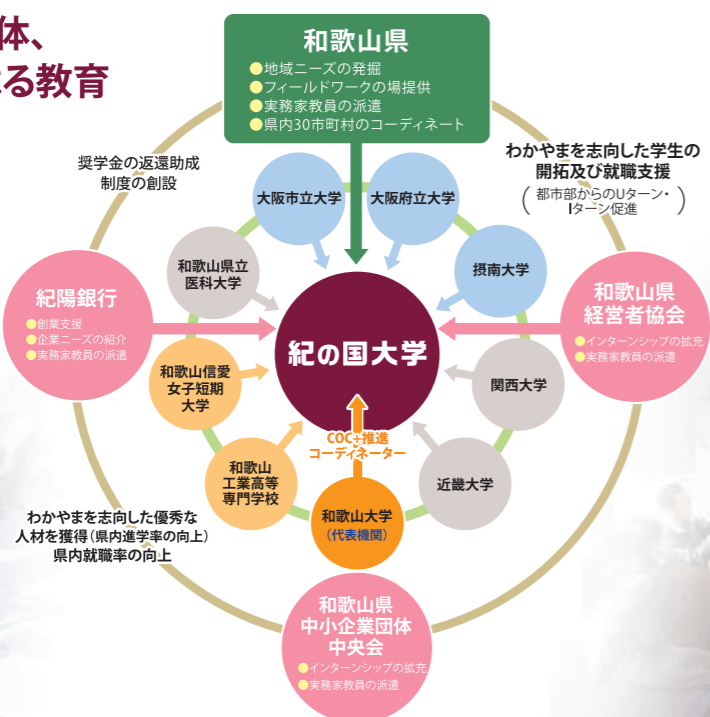 体、
る教育
和歌山県
●地域ニーズの発掘
●フィールドワークの場提供
●実務家教員の派遣
●県内30市町村のコーディネート
奨学金の返還助成
制度の創設
わかやまを志向した学生の
開拓及び就職支援
(都市部からのUターン・
Iターン促進)
大阪市立大学
大阪府立大学
和歌山県立
医科大学
摂南大学
紀陽銀行
●創業支援
●企業ニーズの紹介
●実務家教員の派遣
紀の国大学
和歌山県
経営者協会
●インターンシップの拡充
●実務家教員の派遣
和歌山信愛
女子短期
大学
関西大学
和歌山
工業高等
専門学校
COC+推進
コーディネーター
近畿大学
和歌山大学
(代表機関)
わかやまを志向した優秀な
人材を獲得(県内進学率の向上)
県内就職率の向上
和歌山県
中小企業団体
中央会
●インターンシップの拡充
●実務家教員の派遣